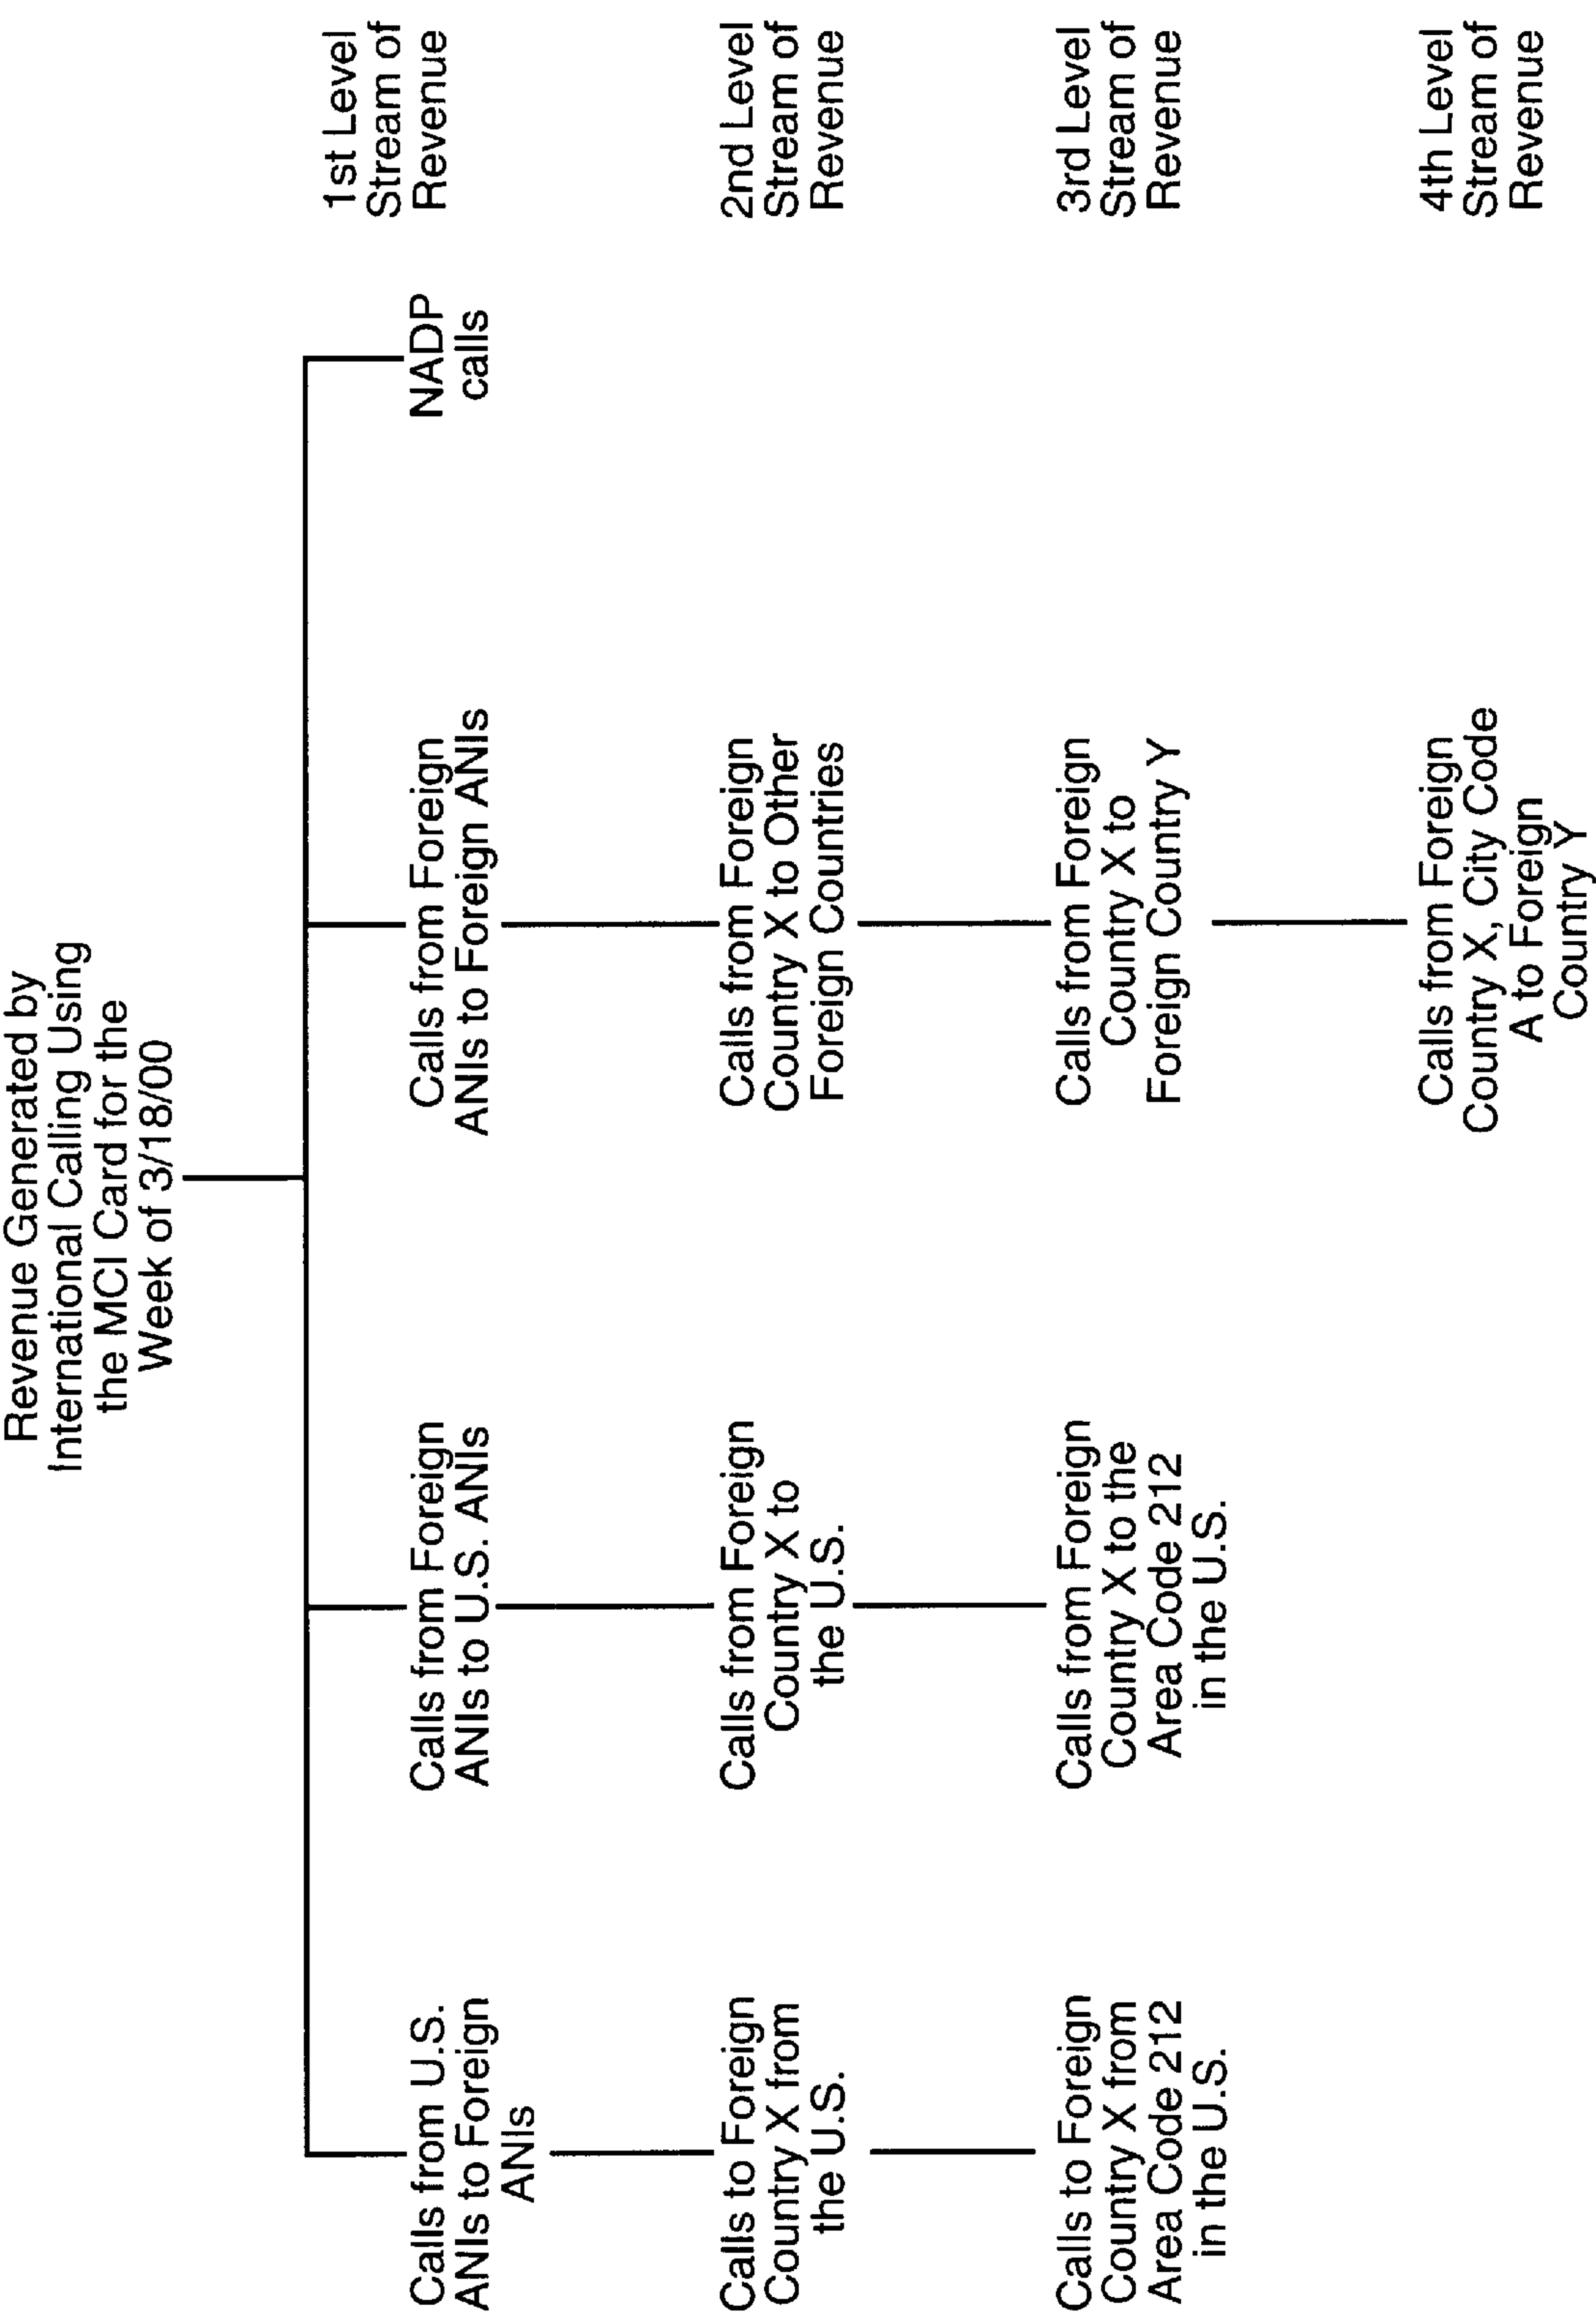 Revenue Generated by
International Calling Using
the MCI Card for the
Week of 3/18/00
Calls from U.S.
ANIs to Foreign
ANIs
Calls from Foreign
ANIs to U.S. ANIs
Calls from Foreign
ANIs to Foreign ANIs
NADP
calls
1st Level
Stream of
Revenue
Calls to Foreign
Country X from
the U.S.
Calls from Foreign
Country X to
the U.S.
Calls from Foreign
Country X to Other
Foreign Countries
2nd Level
Stream of
Revenue
Calls to Foreign
Country X from
Area Code 212
in the U.S.
Calls from Foreign
Country X to the
Area Code 212
in the U.S.
Calls from Foreign
Country X to
Foreign Country Y
3rd Level
Stream of
Revenue
Calls from Foreign
Country X, City Code
A to Foreign
Country Y
4th Level
Stream of
Revenue